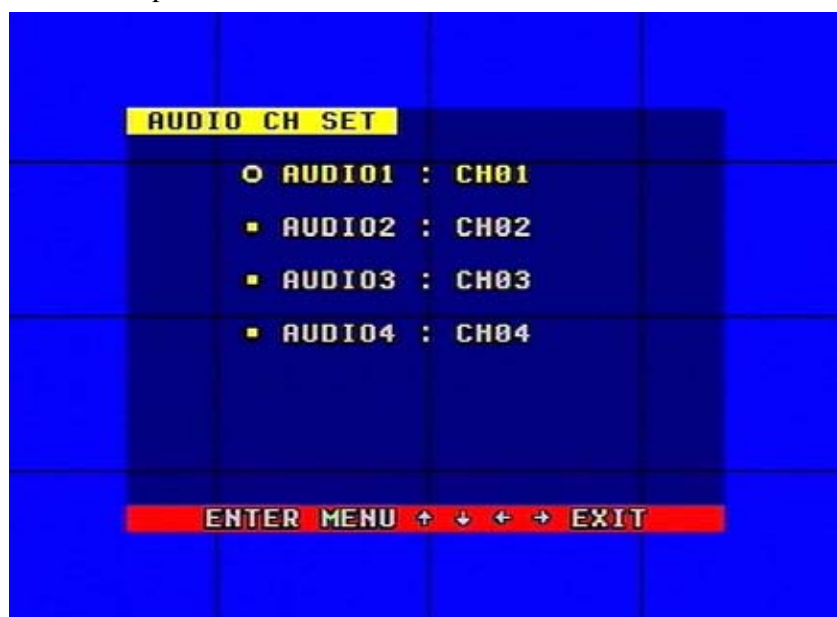 AUDIO CH SET
AUDIO1 : CH01
AUDIO2 : CH02
AUDIO3 : CH03
AUDIO4 : CH04
ENTER MENU ↑ ↓ ← → EXIT